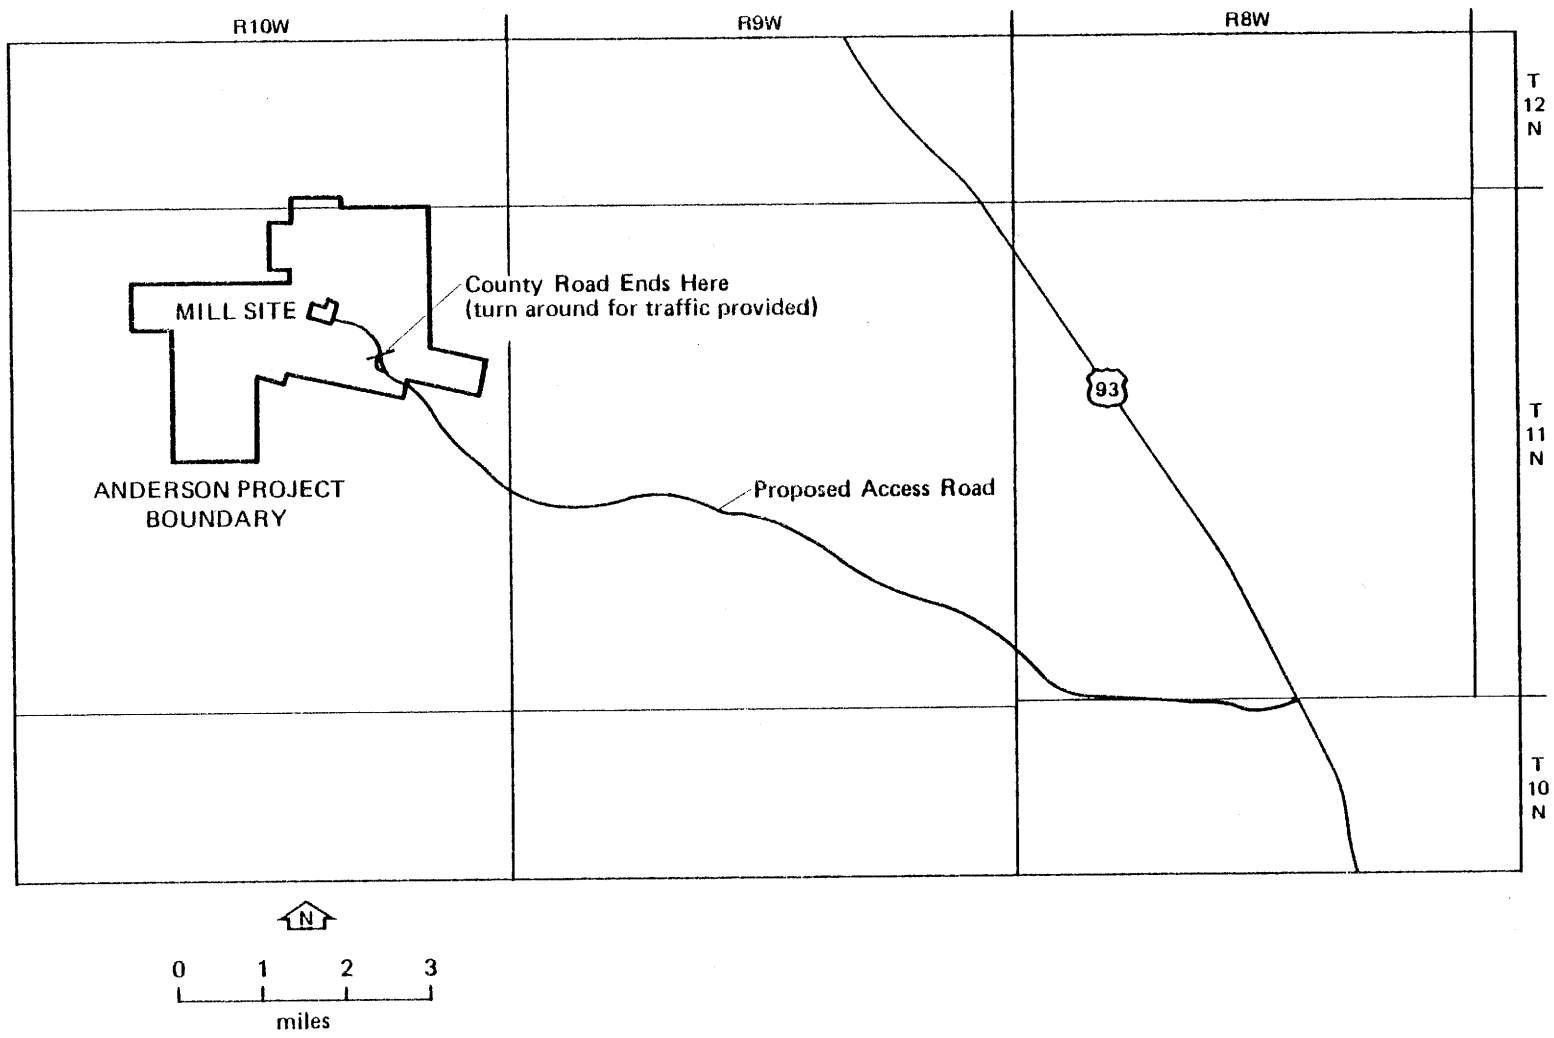 R10W
R9W
R8W
T
12
N
County Road Ends Here
(turn around for traffic provided)
MILL SITE
93
T
11
N
ANDERSON PROJECT
BOUNDARY
Proposed Access Road
T
10
N
N
0 1 2 3
miles